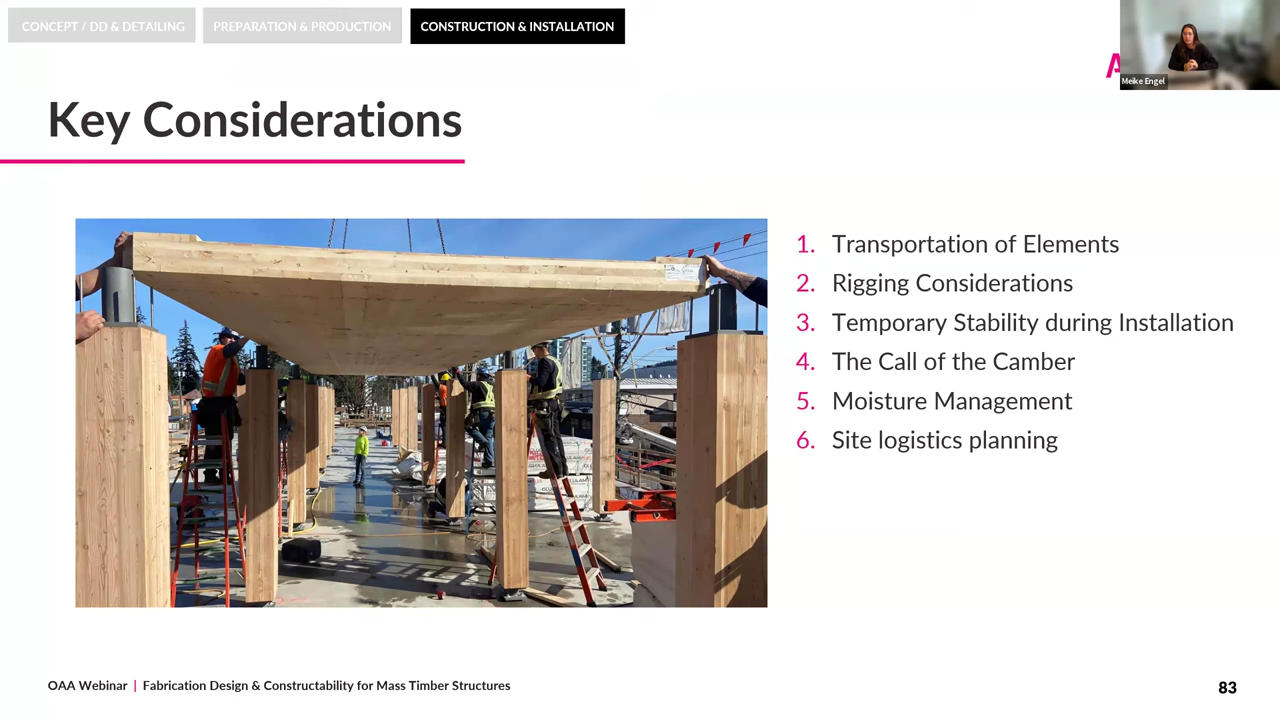 CONCEPT / DD & DETAILING
PREPARATION & PRODUCTION
CONSTRUCTION & INSTALLATION
A
Meike Engel
Key Considerations
1. Transportation of Elements
2. Rigging Considerations
3. Temporary Stability during Installation
4. The Call of the Camber
5. Moisture Management
6. Site logistics planning
OAA Webinar | Fabrication Design & Constructability for Mass Timber Structures
83